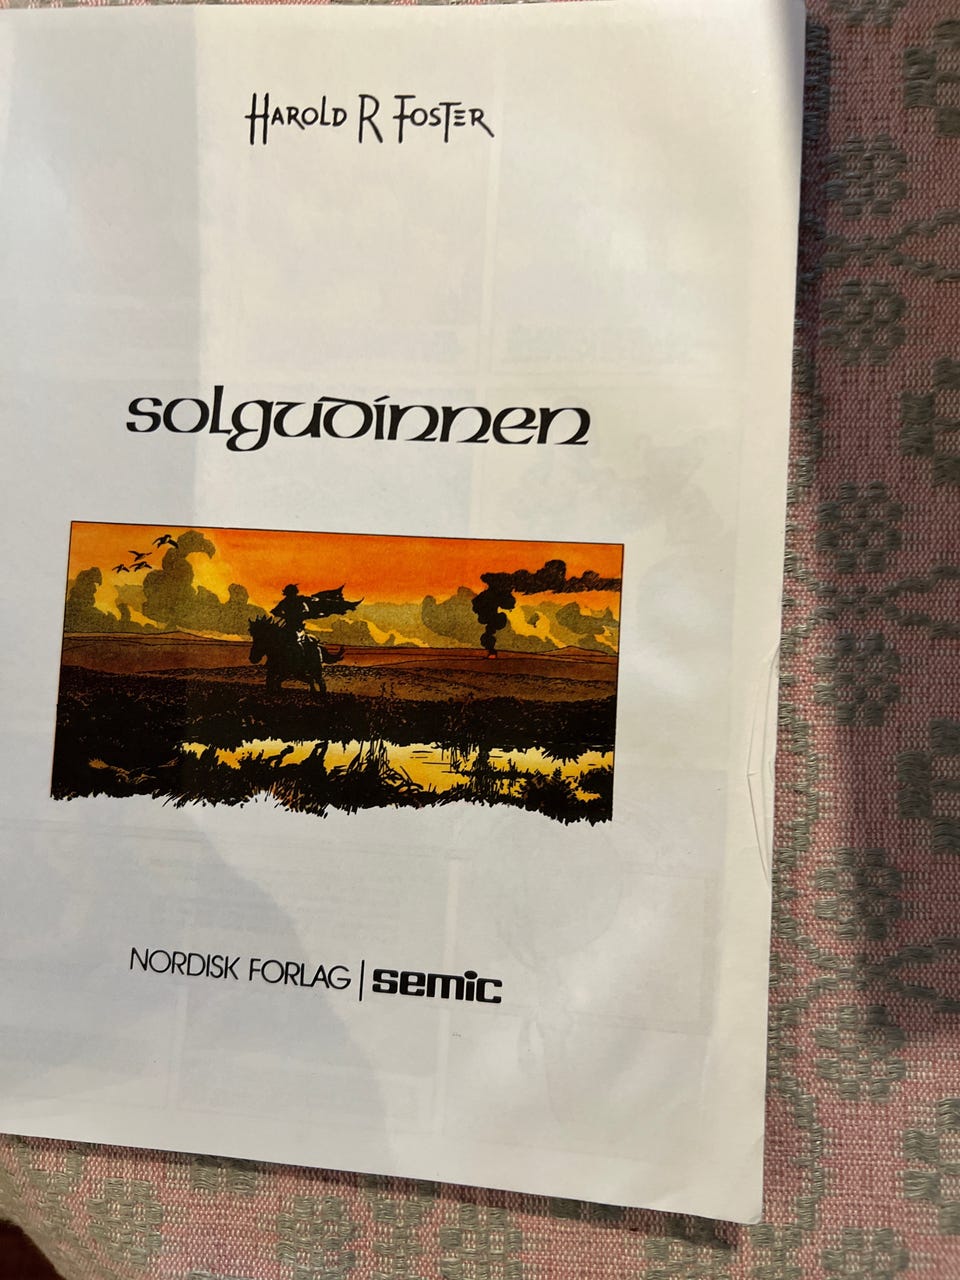 HAROLD R FOSTER
solgudinnen
NORDISK FORLAG | semic